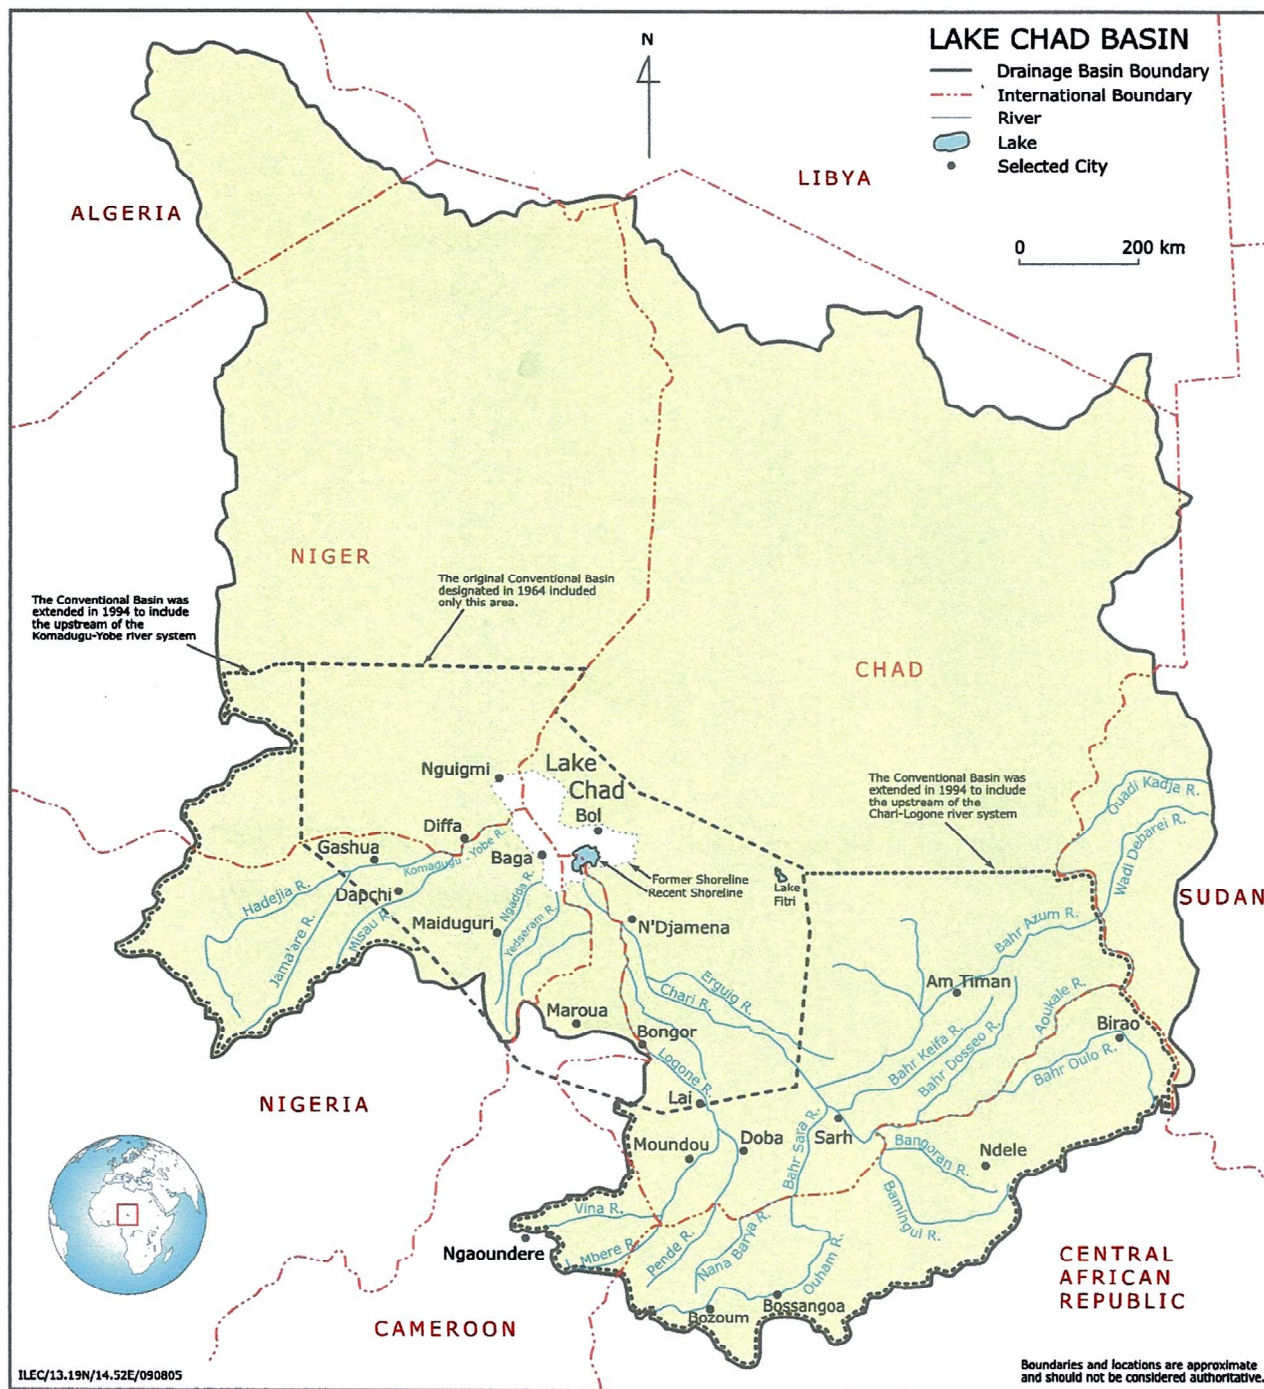 LAKE CHAD BASIN
Drainage Basin Boundary
International Boundary
River
Lake
Selected City
N
0 200 km
LIBYA
ALGERIA
NIGER
CHAD
SUDAN
NIGERIA
CAMEROON
CENTRAL
AFRICAN
REPUBLIC
The Conventional Basin was
extended in 1994 to include
the upstream of the
Komadugu-Yobe river system
The original Conventional Basin
designated in 1964 included
only this area.
The Conventional Basin was
extended in 1994 to include
the upstream of the
Chari-Logone river system
Nguigmi
Lake
Chad
Bol
Diffa
Gashua
Komadugu - Yobe R.
Baga
Former Shoreline
Recent Shoreline
Lake
Fitri
Hadejia R.
Dapchi
Ngadda R.
Maiduguri
Misau R.
Yedseram R.
Jama'are R.
N'Djamena
Ouadi Kadja R.
Wadi Debarei R.
Bahr Azum R.
Erguig R.
Chari R.
Am Timan
Aoukale R.
Maroua
Bongor
Bahr Keifa R.
Bahr Dosseo R.
Birao
Bahr Oulo R.
Logone R.
Lai
Moundou
Doba
Bahr Sara R.
Sarh
Bangoran R.
Ndele
Bamingui R.
Vina R.
Ngaoundere
Mbere R.
Pende R.
Nana Barya R.
Ouham R.
Bozoum
Bossangoa
ILEC/13.19N/14.52E/090805
Boundaries and locations are approximate
and should not be considered authoritative.